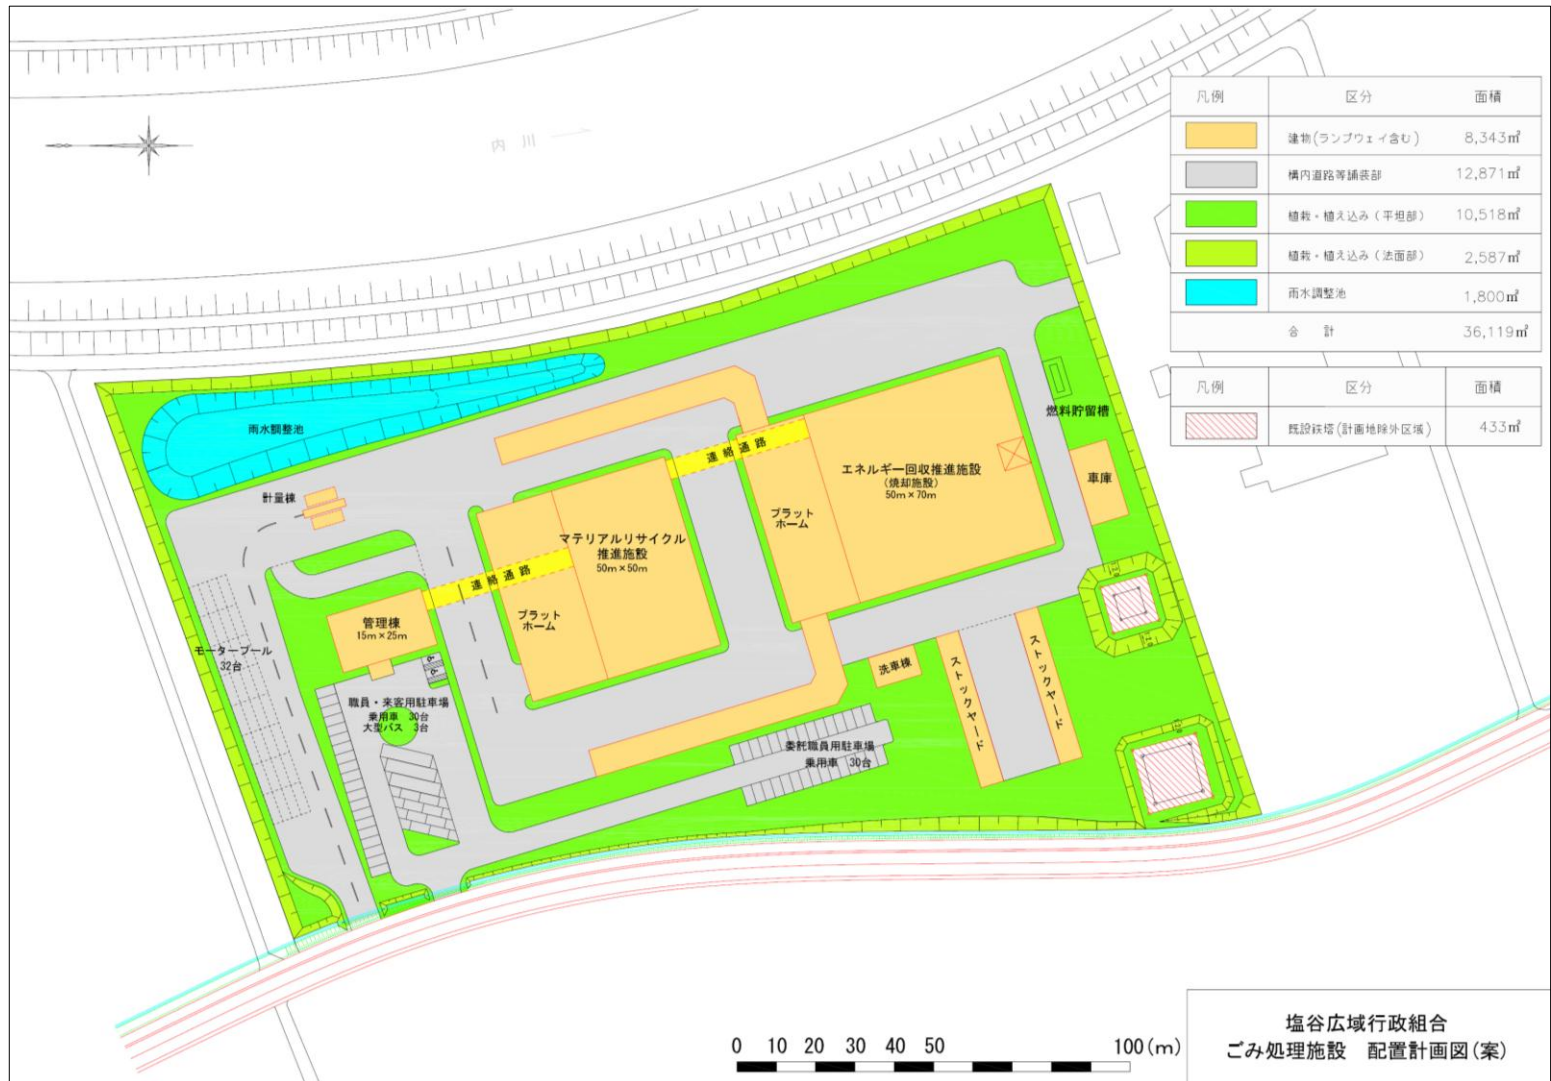 内 川
凡例 区分 面積
建物(ランプウェイ含む) 8,343㎡
構内道路等舗装部 12,871㎡
植栽・植え込み(平坦部) 10,518㎡
植栽・植え込み(法面部) 2,587㎡
雨水調整池 1,800㎡
合 計 36,119㎡
凡例 区分 面積
既設鉄塔(計画地除外区域) 433㎡
雨水調整池
計量棟
連 絡 通 路
エネルギー回収推進施設
(焼却施設)
50m×70m
プラット
ホーム
燃料貯留槽
車庫
マテリアルリサイクル
推進施設
50m×50m
連 絡 通 路
プラット
ホーム
管理棟
15m×25m
モータープール
32台
職員・来客用駐車場
乗用車 30台
大型バス 3台
洗車棟
ストックヤード
ストックヤード
委託職員用駐車場
乗用車 30台
0 10 20 30 40 50 100(m)
塩谷広域行政組合
ごみ処理施設 配置計画図(案)